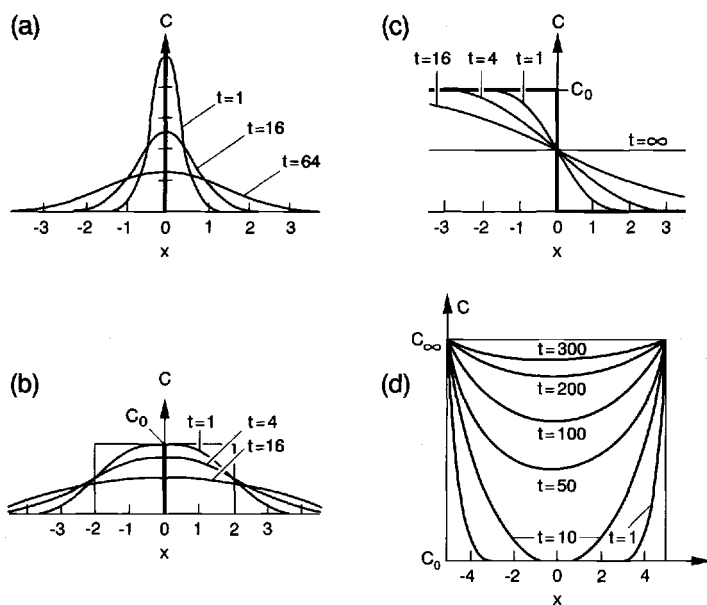 (a)
C
t=1
t=16
t=64
-3 -2 -1 0 1 2 3
x
(c)
C
t=16 t=4 t=1
C₀
t=∞
-3 -2 -1 0 1 2 3
x
(b)
C
C₀
t=1
t=4
t=16
-3 -2 -1 0 1 2 3
x
(d)
C
C∞
t=300
t=200
t=100
t=50
t=10 t=1
C₀
-4 -2 0 2 4
x